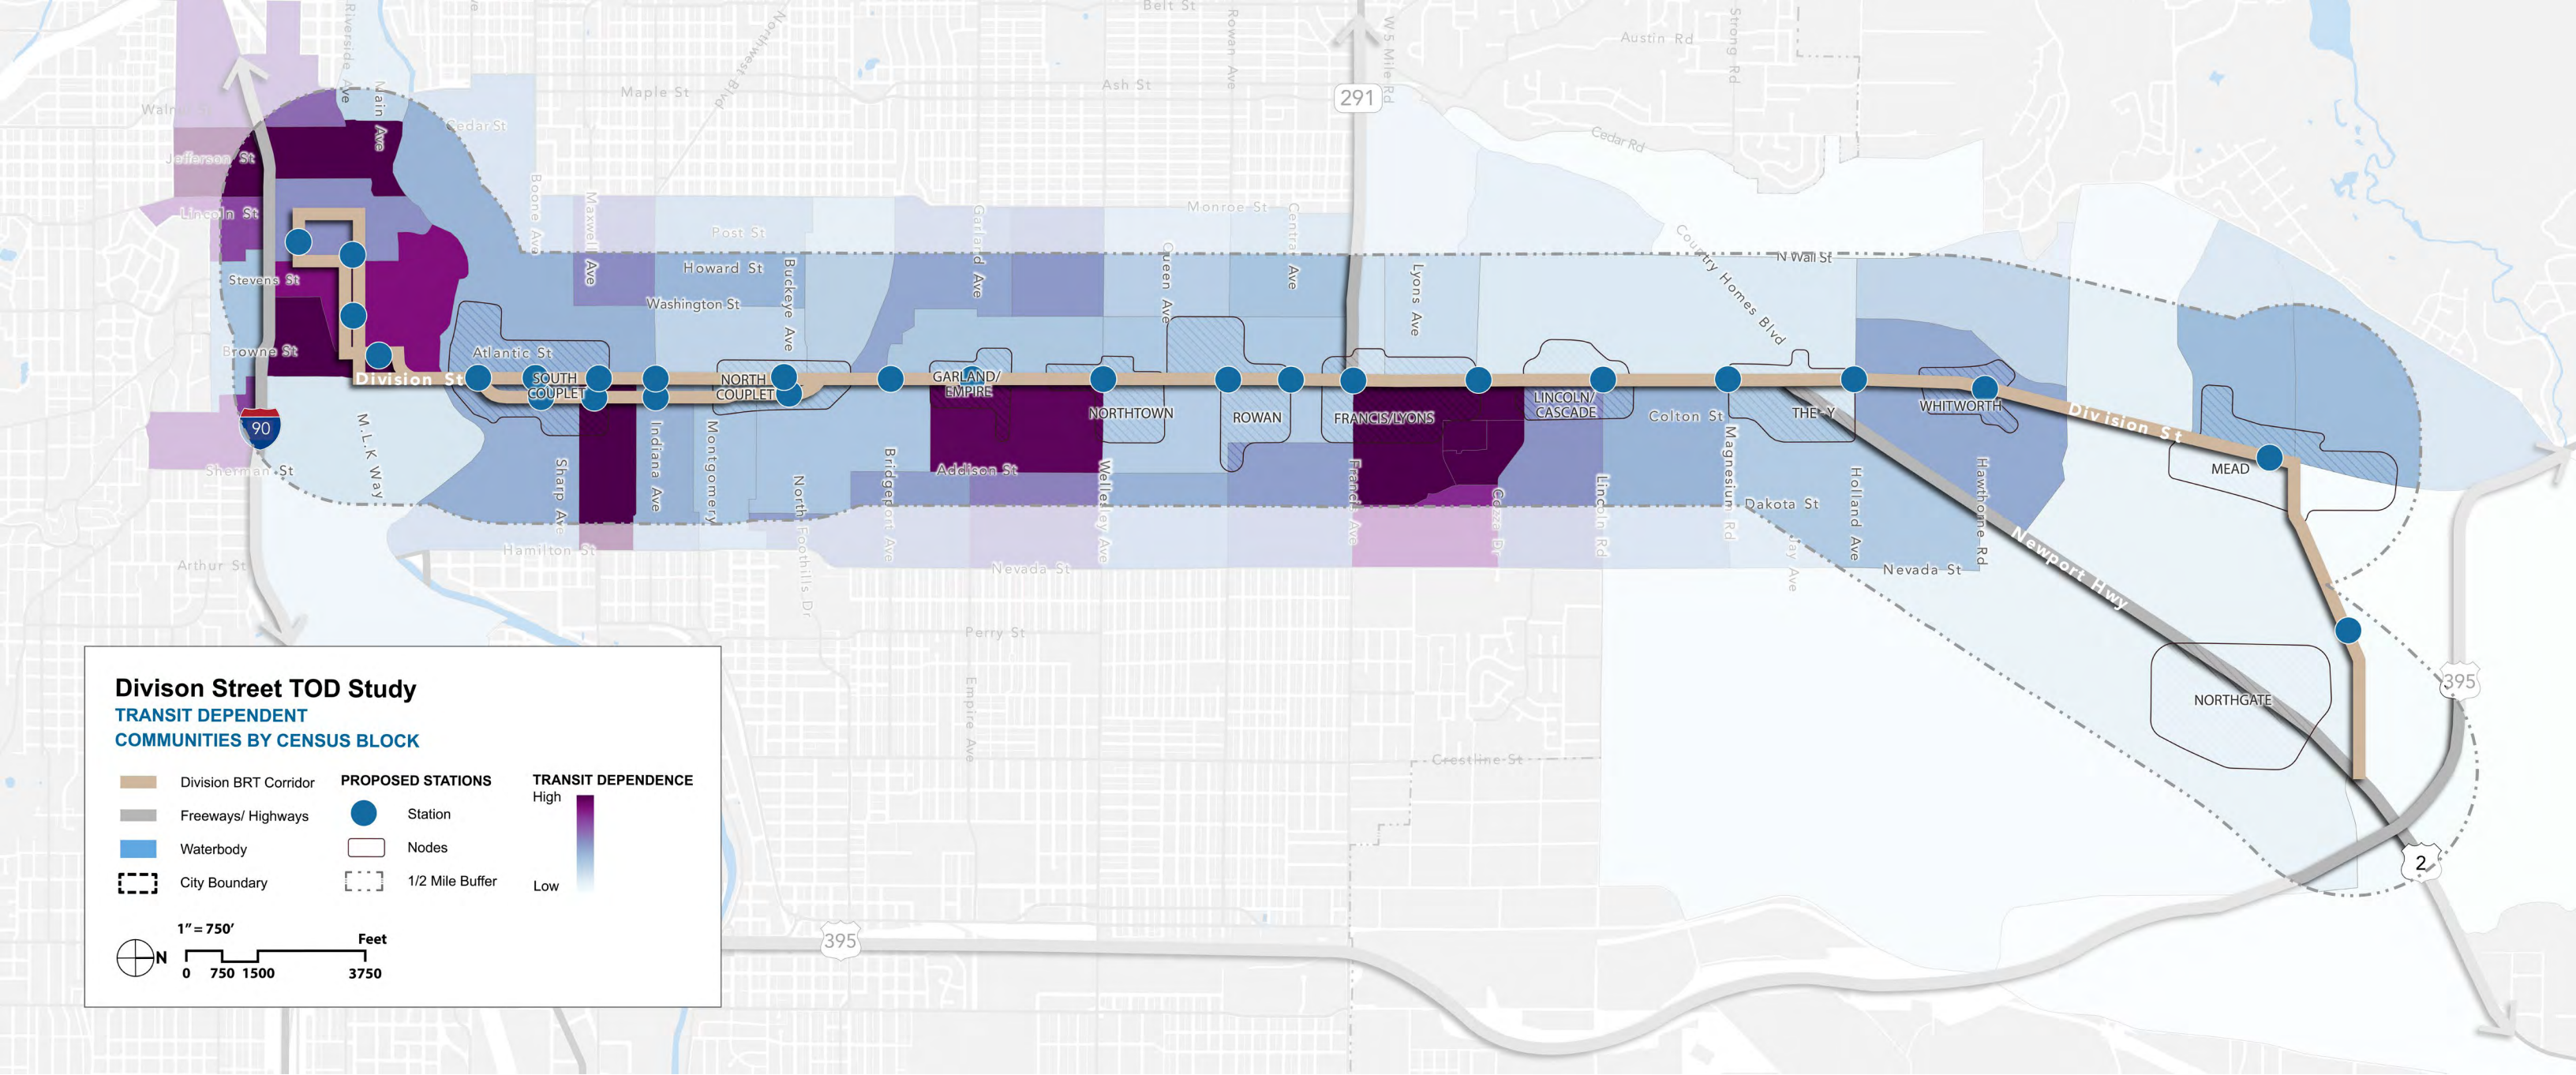 Belt St
Riverside Ave
Main Ave
Northwest Blvd
Rowan Ave
W 5 Mile Rd
Austin Rd
Strong Rd
Maple St
Ash St
291
Cedar St
Cedar Rd
Jefferson St
Boone Ave
Maxwell Ave
Lincoln St
Post St
Garland Ave
Monroe St
Central Ave
Queen Ave
Country Homes Blvd
N Wall St
Stevens St
Howard St
Buckeye Ave
Lyons Ave
Washington St
Browne St
Atlantic St
Division St
SOUTH
COUPLET
NORTH
COUPLET
GARLAND/
EMPIRE
NORTHTOWN
ROWAN
FRANCIS/LYONS
LINCOLN/
CASCADE
Colton St
THE "Y"
WHITWORTH
Division St
MEAD
90
M.L.K Way
Sherman St
Sharp Ave
Indiana Ave
Montgomery
North Foothills Dr
Bridgeport Ave
Addison St
Wellesley Ave
Francis Ave
Cozza Dr
Lincoln Rd
Magnesium Rd
Dakota St
Holland Ave
Hawthorne Rd
Newport Hwy
Hamilton St
Arthur St
Nevada St
Nevada St
Perry St
Empire Ave
Crestline St
NORTHGATE
395
2
395
Divison Street TOD Study
TRANSIT DEPENDENT
COMMUNITIES BY CENSUS BLOCK
Division BRT Corridor
Freeways/ Highways
Waterbody
City Boundary
PROPOSED STATIONS
Station
Nodes
1/2 Mile Buffer
TRANSIT DEPENDENCE
High
Low
1” = 750’
Feet
N
0 750 1500 3750